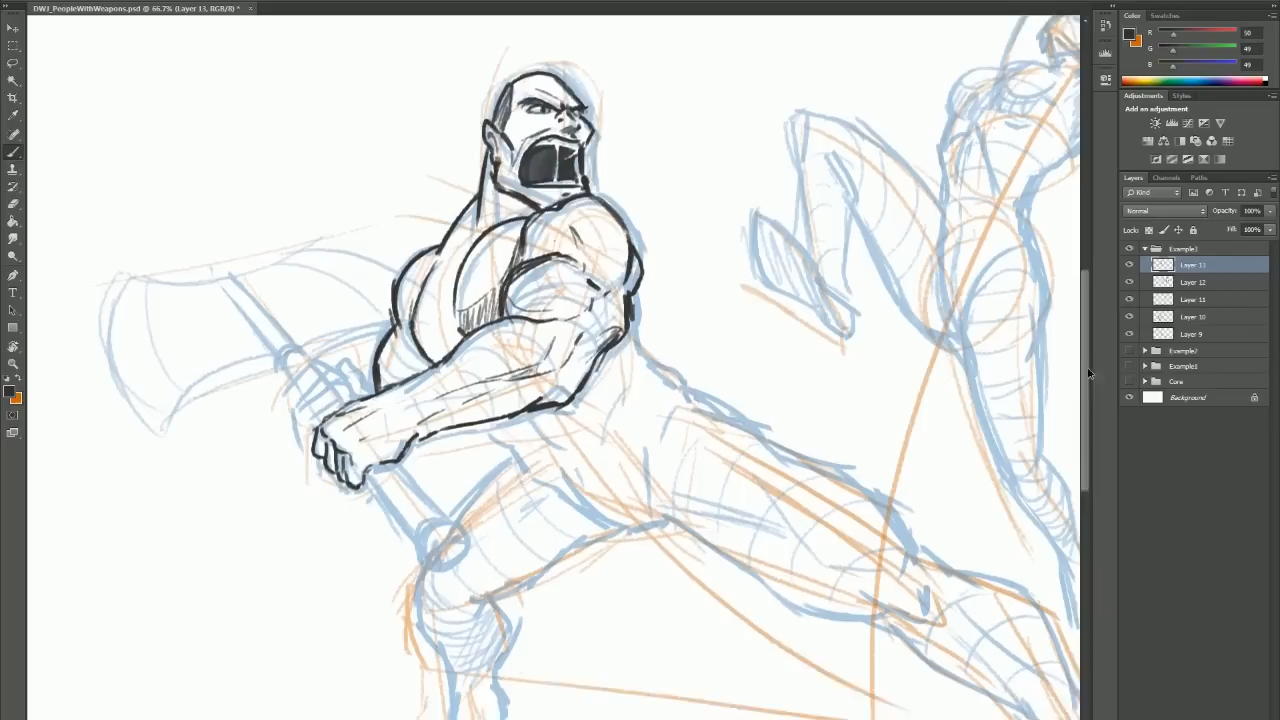 DWJ_PeopleWithWeapons.psd @ 66.7% (Layer 13, RGB/8) * ×
Color Swatches
R 50
G 49
B 49
Adjustments Styles
Add an adjustment
Layers Channels Paths
Kind
Normal Opacity: 100%
Lock: Fill: 100%
Example3
Layer 13
Layer 12
Layer 11
Layer 10
Layer 9
Example2
Example1
Core
Background